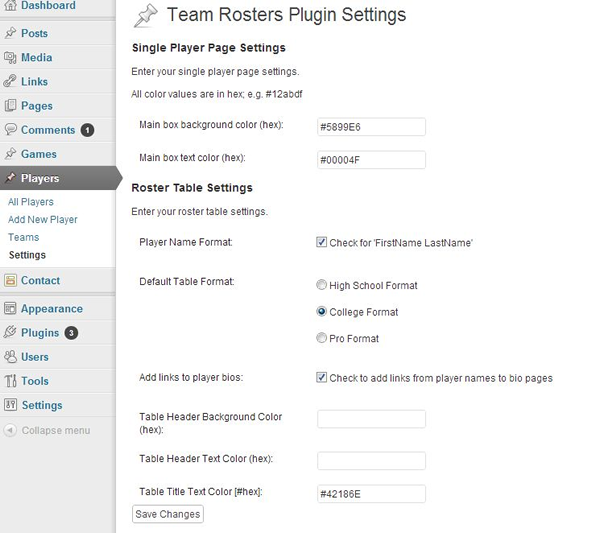 Dashboard
Posts
Media
Links
Pages
Comments 1
Games
Players
All Players
Add New Player
Teams
Settings
Contact
Appearance
Plugins 3
Users
Tools
Settings
Collapse menu
Team Rosters Plugin Settings
Single Player Page Settings
Enter your single player page settings.
All color values are in hex; e.g. #12abdf
Main box background color (hex): #5899E6
Main box text color (hex): #00004F
Roster Table Settings
Enter your roster table settings.
Player Name Format: Check for 'FirstName LastName'
Default Table Format: High School Format
College Format
Pro Format
Add links to player bios: Check to add links from player names to bio pages
Table Header Background Color
(hex):
Table Header Text Color (hex):
Table Title Text Color [#hex]: #42186E
Save Changes